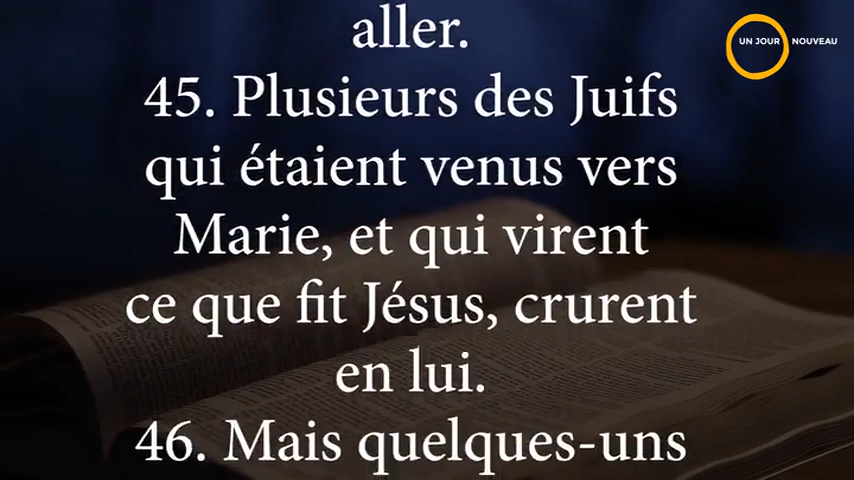 aller.
UN JOUR NOUVEAU
45. Plusieurs des Juifs
qui étaient venus vers
Marie, et qui virent
ce que fit Jésus, crurent
en lui.
46. Mais quelques-uns